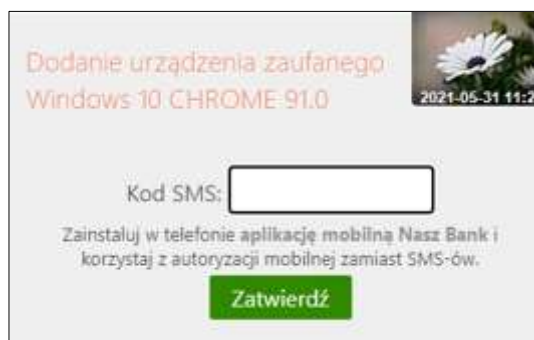 Dodanie urządzenia zaufanego
Windows 10 CHROME 91.0
2021-05-31 11:2
Kod SMS:
Zainstaluj w telefonie aplikację mobilną Nasz Bank i
korzystaj z autoryzacji mobilnej zamiast SMS-ów.
Zatwierdź